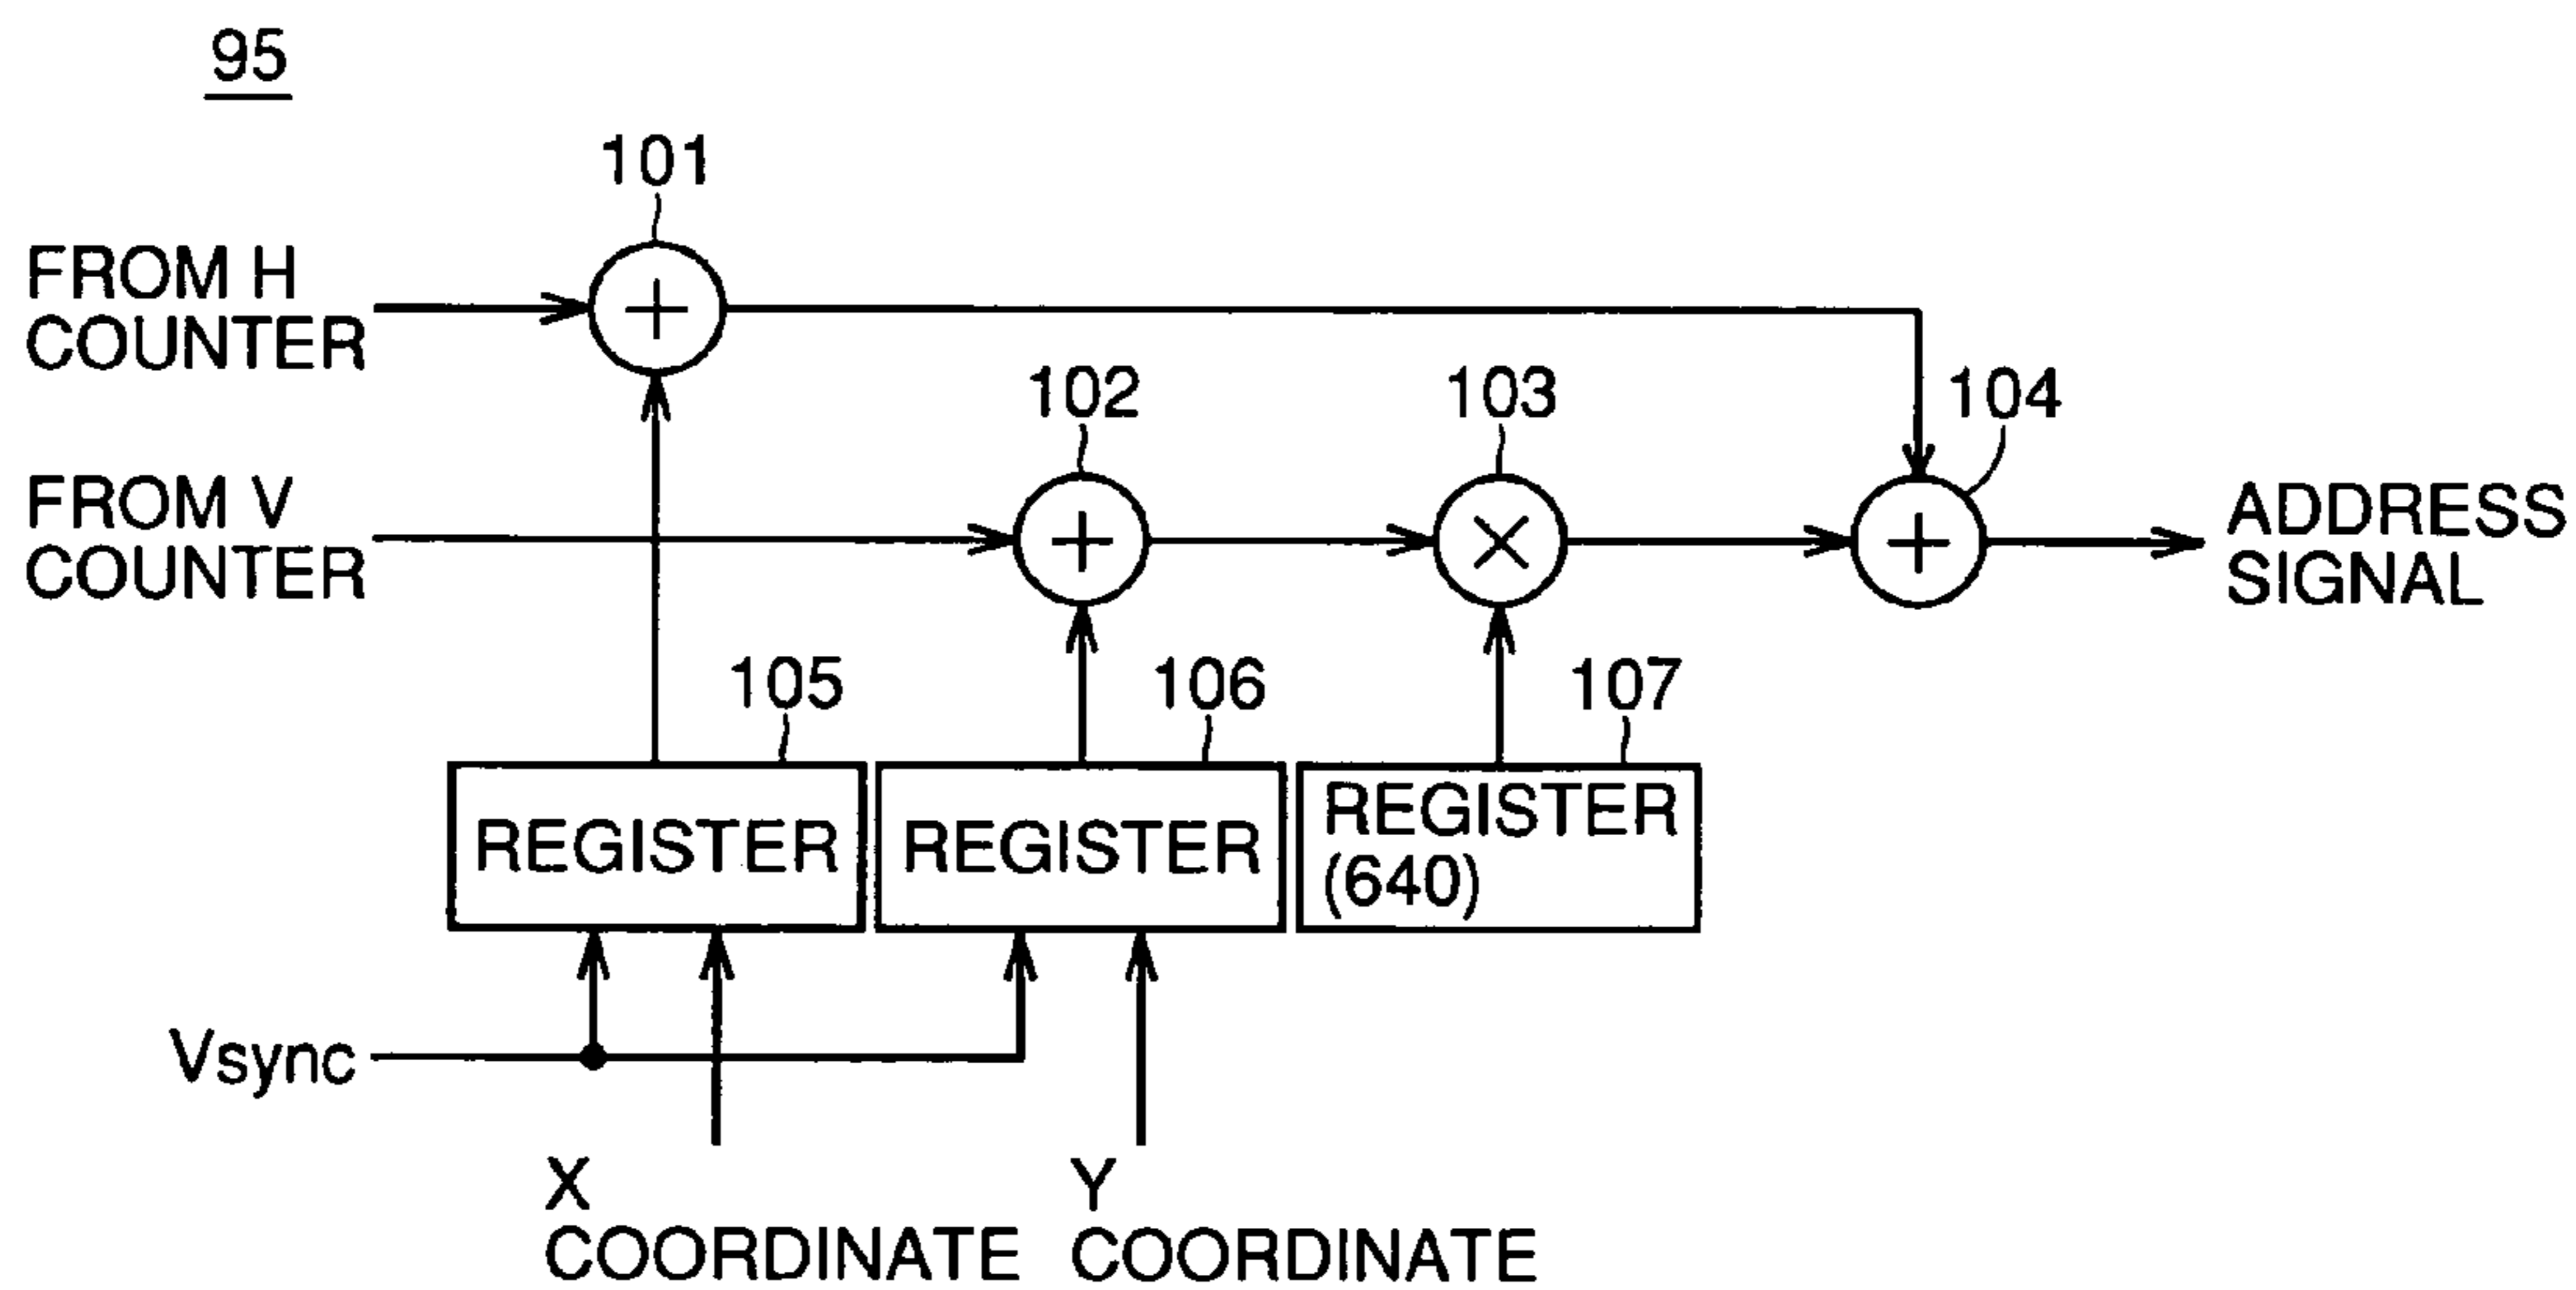 95
101
FROM H
COUNTER
102
103
104
FROM V
COUNTER
ADDRESS
SIGNAL
105
106
107
REGISTER
REGISTER
REGISTER
(640)
Vsync
X
COORDINATE
Y
COORDINATE